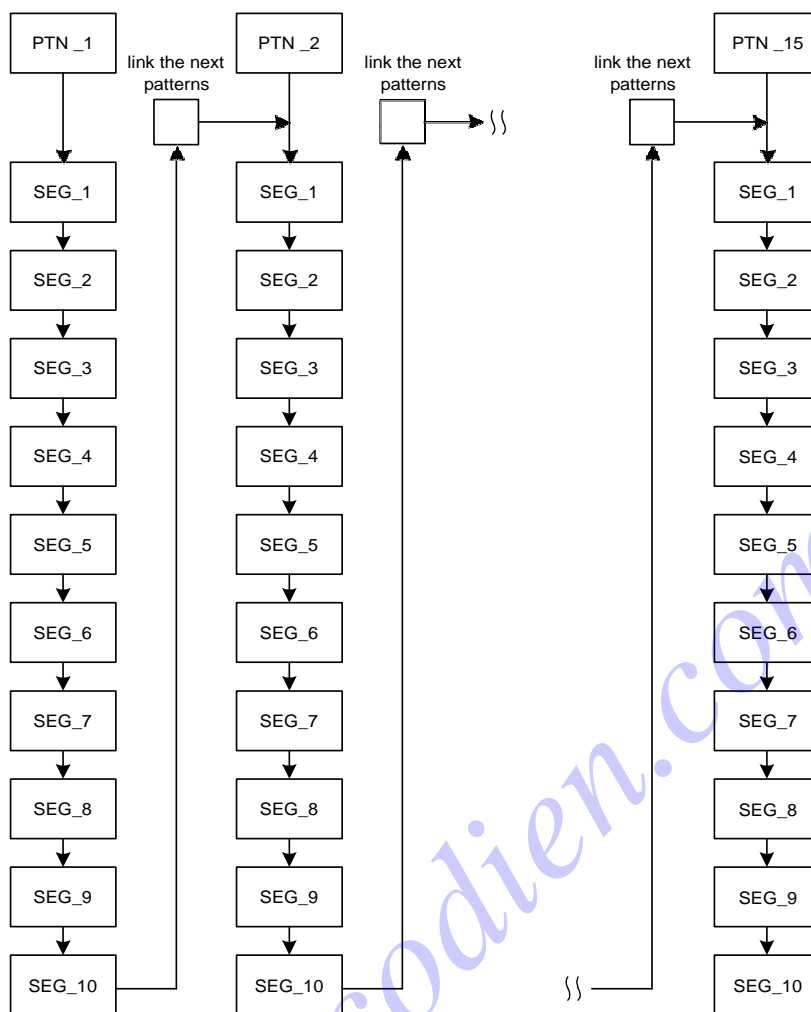 PTN _1
SEG_1
SEG_2
SEG_3
SEG_4
SEG_5
SEG_6
SEG_7
SEG_8
SEG_9
SEG_10
link the next
patterns
PTN _2
SEG_1
SEG_2
SEG_3
SEG_4
SEG_5
SEG_6
SEG_7
SEG_8
SEG_9
SEG_10
link the next
patterns
link the next
patterns
PTN _15
SEG_1
SEG_2
SEG_3
SEG_4
SEG_5
SEG_6
SEG_7
SEG_8
SEG_9
SEG_10